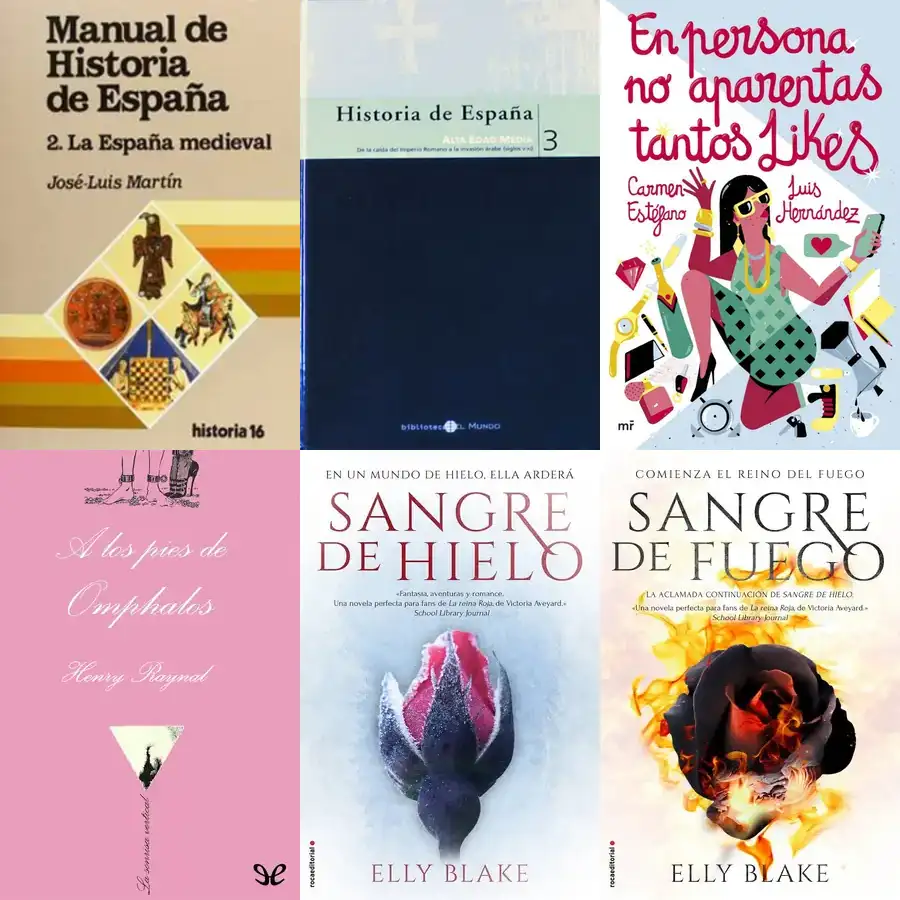 Manual de
Historia
de España
2. La España medieval
José-Luis Martín
historia 16
Historia de España
ALTA EDAD MEDIA
De la caída del Imperio Romano a la invasión árabe (siglos V-X)
3
biblioteca EL MUNDO
En persona
no aparentas
tantos Likes
Carmen
Estéfano
Luis
Hernández
mr
A los pies de
Omphalos
Henry Raynal
La sonrisa vertical
EN UN MUNDO DE HIELO, ELLA ARDERÁ
SANGRE
DE HIELO
«Fantasía, aventuras y romance.
Una novela perfecta para fans de La reina Roja, de Victoria Aveyard.»
School Library Journal
rocaeditorial
ELLY BLAKE
COMIENZA EL REINO DEL FUEGO
SANGRE
DE FUEGO
LA ACLAMADA CONTINUACIÓN DE SANGRE DE HIELO.
«Una novela perfecta para fans de La reina Roja, de Victoria Aveyard.»
School Library Journal
rocaeditorial
ELLY BLAKE